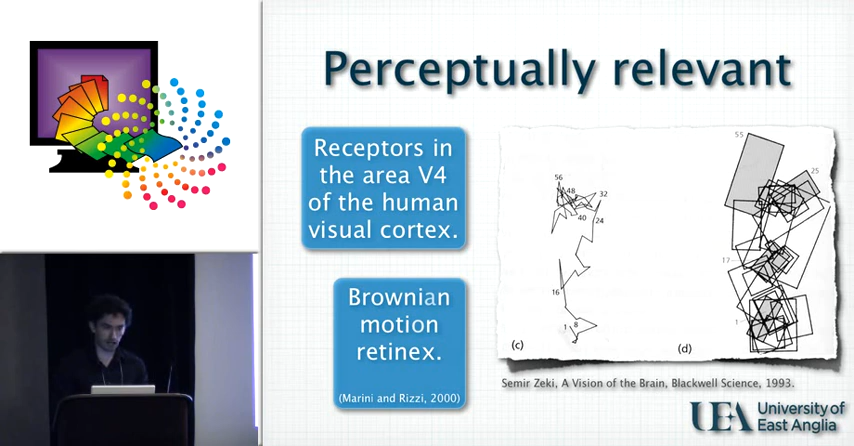 Perceptually relevant
Receptors in
the area V4
of the human
visual cortex.
Brownian
motion
retinex.
(Marini and Rizzi, 2000)
56
48
32
40
24
16
1
8
(c)
55
25
17
1
(d)
Semir Zeki, A Vision of the Brain, Blackwell Science, 1993.
UEA
University of
East Anglia